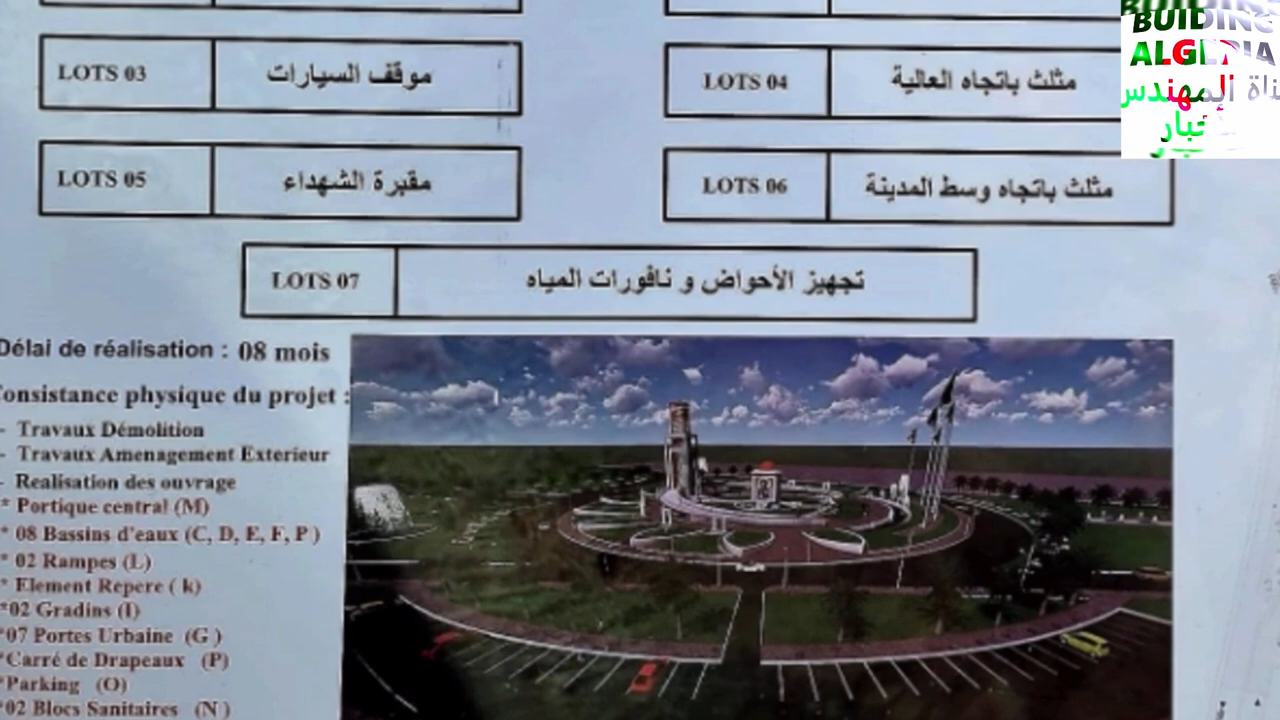 BUIDING
ALGERIA
المهندس
LOTS 03 موقف السيارات
LOTS 04 مثلث باتجاه العالية
LOTS 05 مقبرة الشهداء
LOTS 06 مثلث باتجاه وسط المدينة
LOTS 07 تجهيز الأحواض و نافورات المياه
Délai de réalisation : 08 mois
onsistance physique du projet :
- Travaux Démolition
- Travaux Amenagement Exterieur
- Realisation des ouvrage
* Portique central (M)
* 08 Bassins d'eaux (C, D, E, F, P )
* 02 Rampes (L)
* Element Repere ( k)
*02 Gradins (I)
*07 Portes Urbaine (G )
*Carré de Drapeaux (P)
*Parking (O)
*02 Blocs Sanitaires (N )